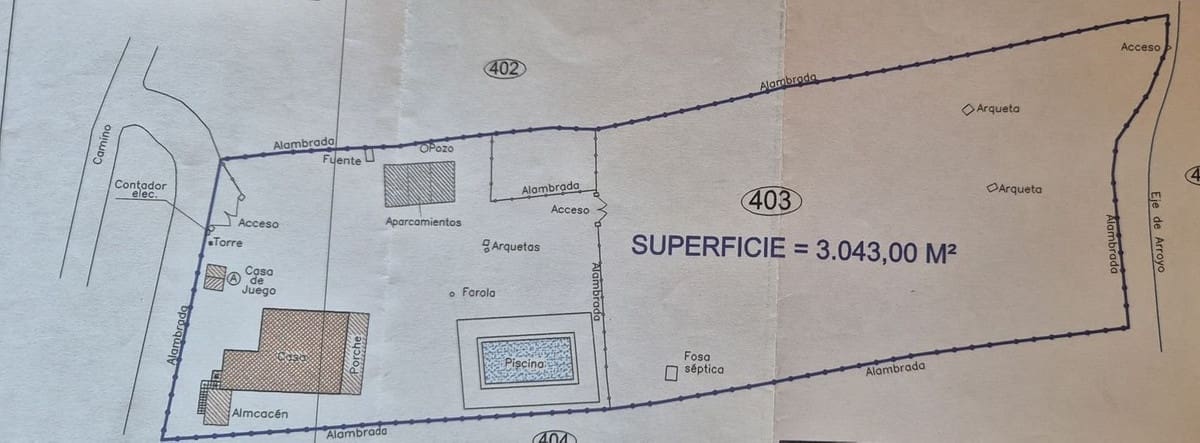 402
Alambrada
Acceso
Camino
Alambrada
Fuente
Pozo
Arqueta
Contador
elec.
Alambrada
Acceso
403
Arqueta
Acceso
Aparcamientos
Torre
Arquetas
SUPERFICIE = 3.043,00 M²
Eje de Arroyo
Alambrada
A
Casa
de
Juego
Farola
Alambrada
Alambrada
Casa
Porche
Piscina
Fosa
séptica
Alambrada
Almcacén
Alambrada
404